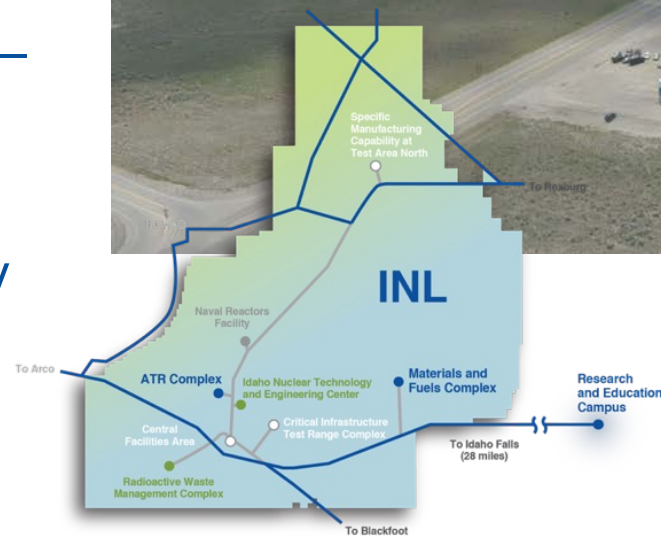 Specific
Manufacturing
Capability at
Test Area North
To Rexburg
INL
Naval Reactors
Facility
To Arco
ATR Complex
Idaho Nuclear Technology
and Engineering Center
Materials and
Fuels Complex
Research
and Education
Campus
Central
Facilities Area
Critical Infrastructure
Test Range Complex
To Idaho Falls
(28 miles)
Radioactive Waste
Management Complex
To Blackfoot